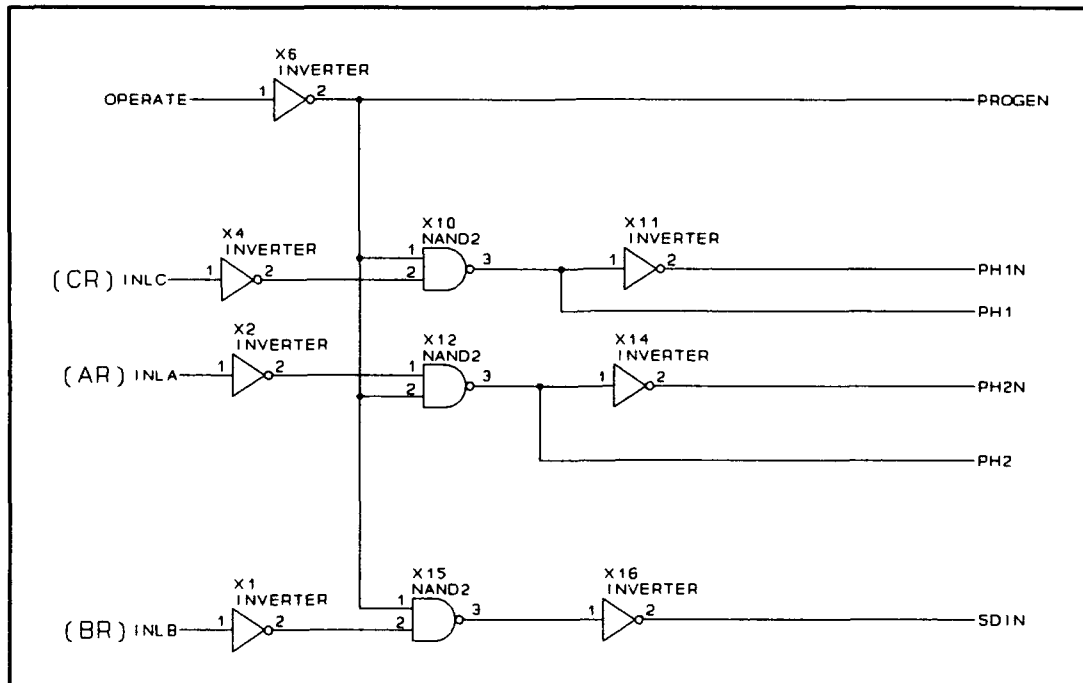 X6
INVERTER
OPERATE 1 2 PROGEN
X10
NAND2
X11
INVERTER
X4
INVERTER
1 3 1 2 PH1N
(CR) INLC 1 2 2
PH1
X2
INVERTER
X12
NAND2
X14
INVERTER
(AR) INLA 1 2 1 3 1 2 PH2N
2
PH2
X15
NAND2
X16
INVERTER
X1
INVERTER
1 3 1 2 SDIN
(BR) INLB 1 2 2